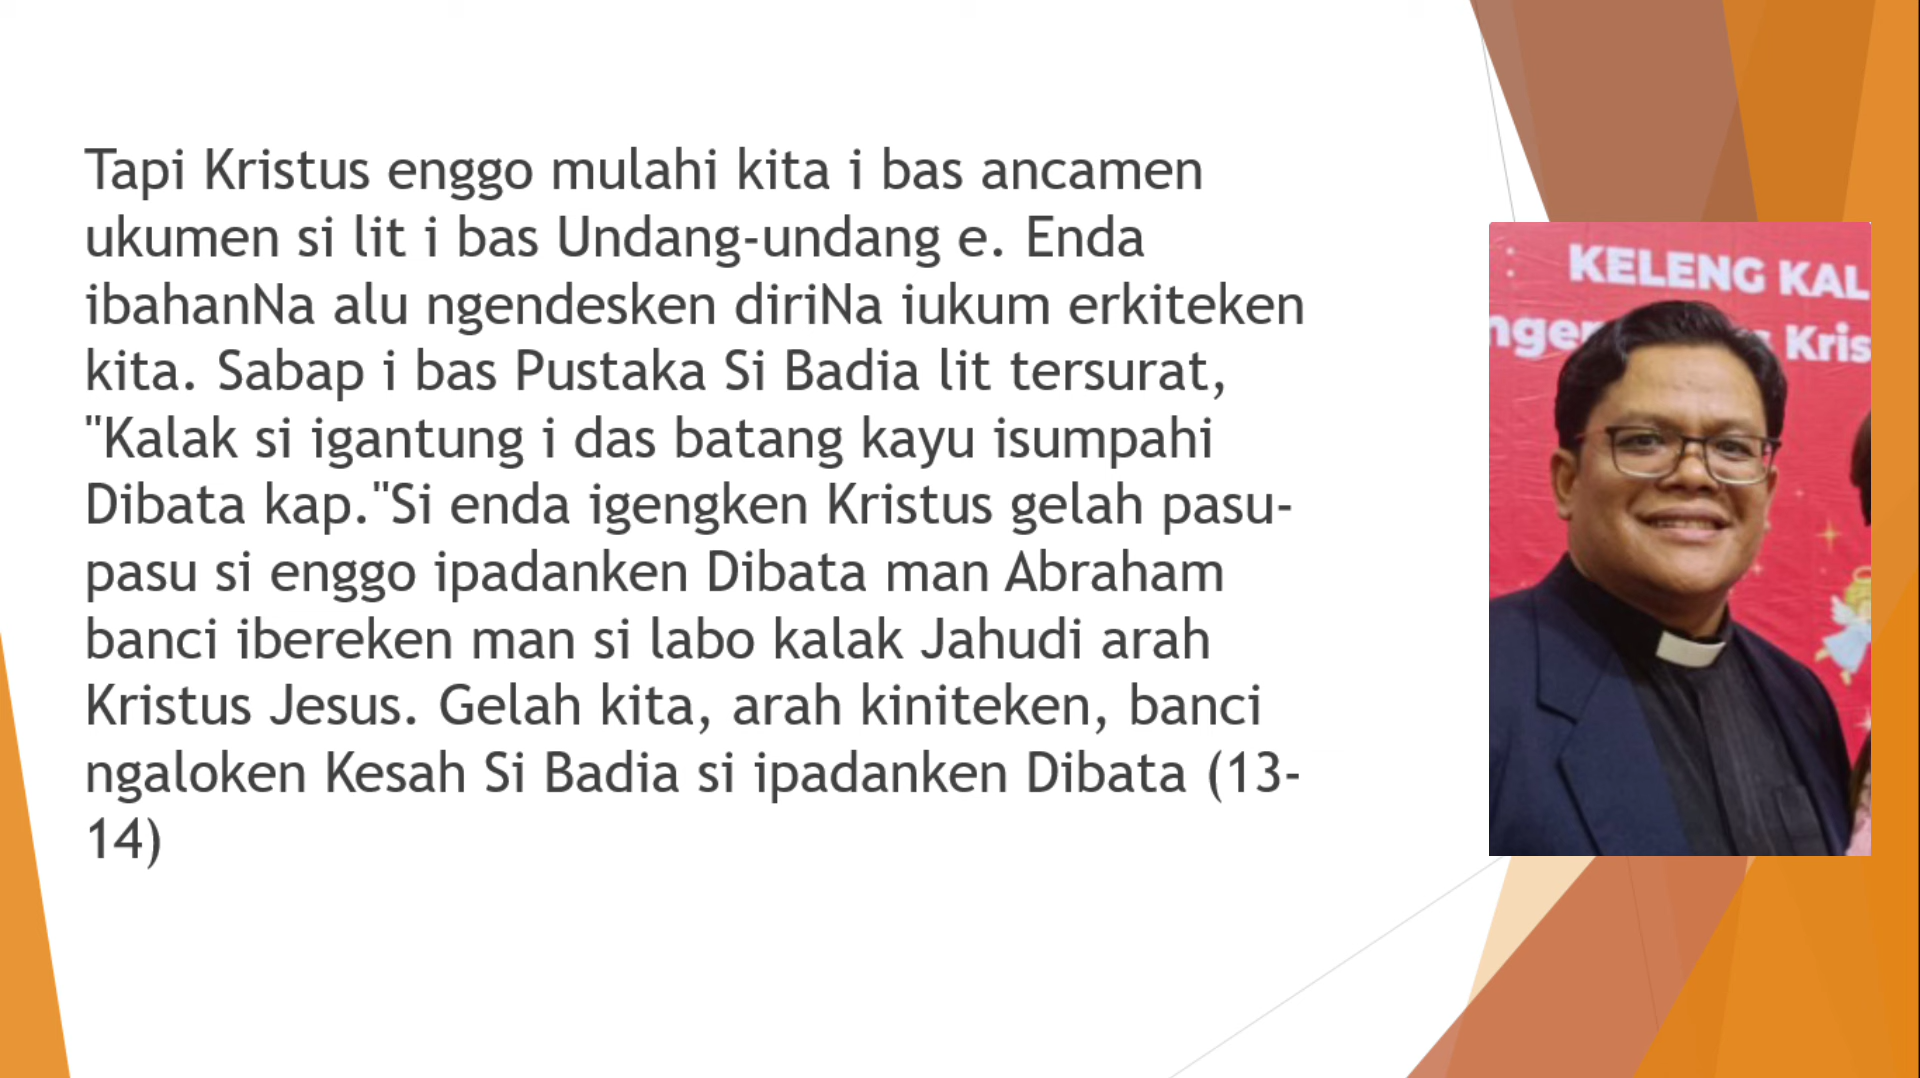 Tapi Kristus enggo mulahi kita i bas ancamen
ukumen si lit i bas Undang-undang e. Enda
ibahanNa alu ngendesken diriNa iukum erkiteken
kita. Sabap i bas Pustaka Si Badia lit tersurat,
"Kalak si igantung i das batang kayu isumpahi
Dibata kap."Si enda igengken Kristus gelah pasu-
pasu si enggo ipadanken Dibata man Abraham
banci ibereken man si labo kalak Jahudi arah
Kristus Jesus. Gelah kita, arah kiniteken, banci
ngaloken Kesah Si Badia si ipadanken Dibata (13-
14)
KELENG KAL